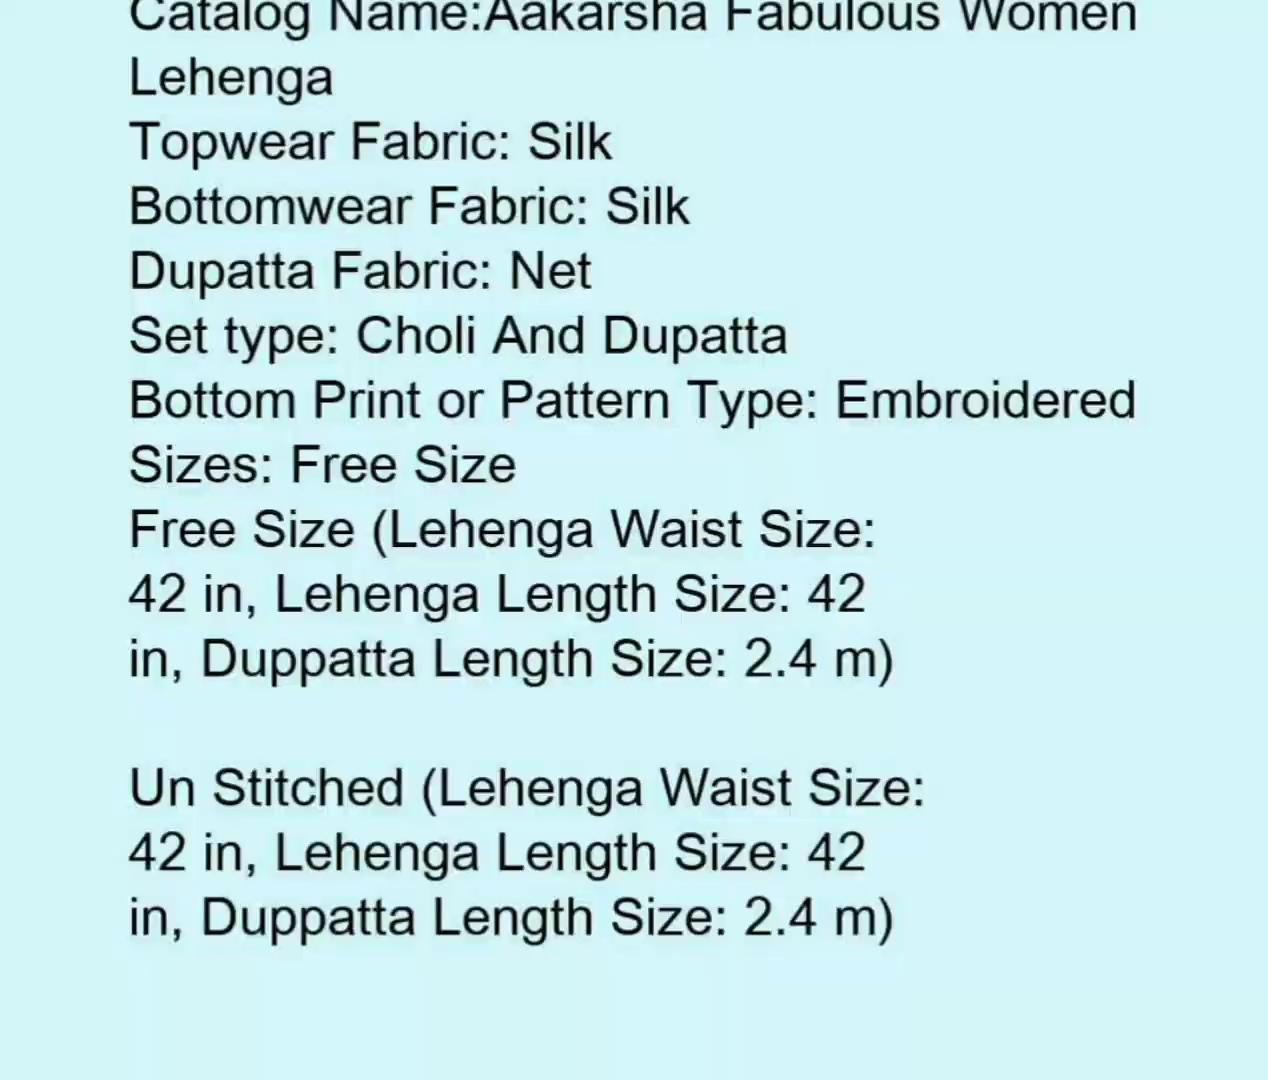 Catalog Name:Aakarsha Fabulous Women
Lehenga
Topwear Fabric: Silk
Bottomwear Fabric: Silk
Dupatta Fabric: Net
Set type: Choli And Dupatta
Bottom Print or Pattern Type: Embroidered
Sizes: Free Size
Free Size (Lehenga Waist Size:
42 in, Lehenga Length Size: 42
in, Duppatta Length Size: 2.4 m)
Un Stitched (Lehenga Waist Size:
42 in, Lehenga Length Size: 42
in, Duppatta Length Size: 2.4 m)